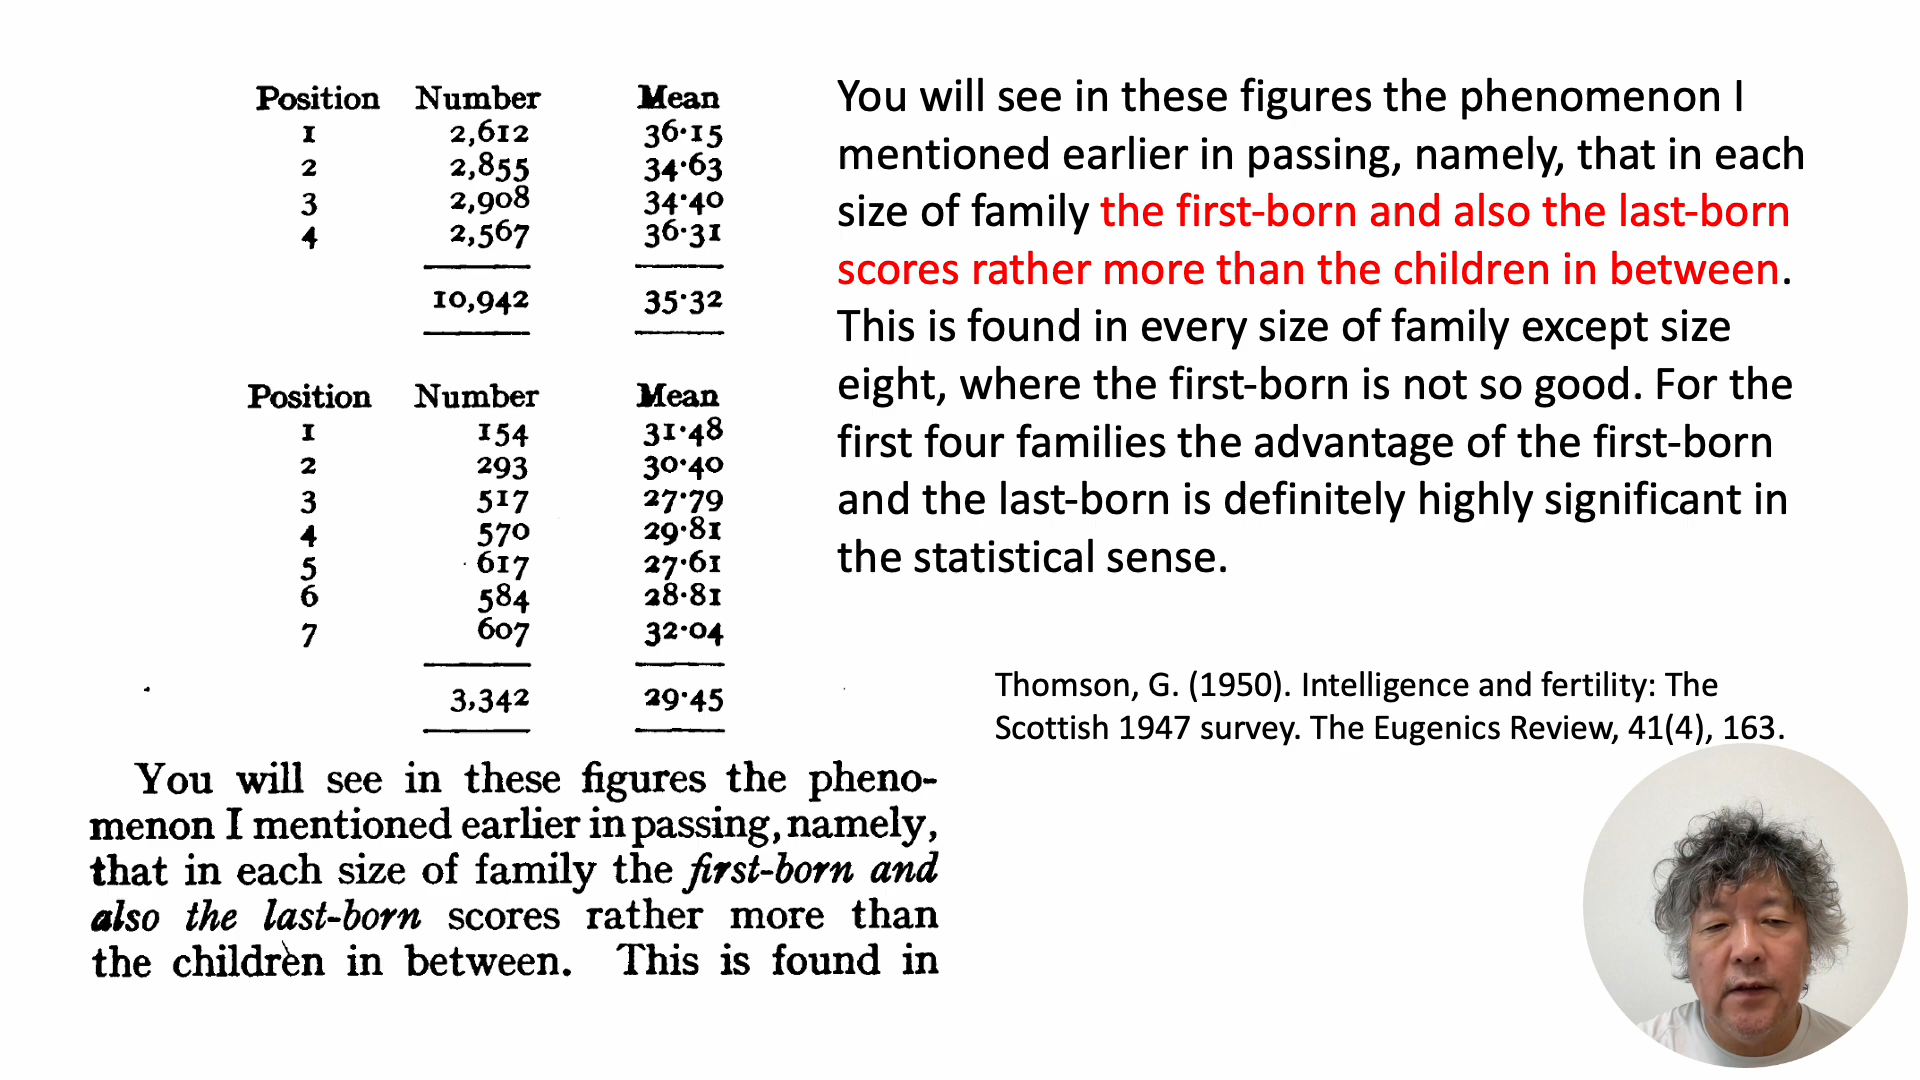 Position Number Mean
1 2,612 36·15
2 2,855 34·63
3 2,908 34·40
4 2,567 36·31
10,942 35·32
Position Number Mean
1 154 31·48
2 293 30·40
3 517 27·79
4 570 29·81
5 617 27·61
6 584 28·81
7 607 32·04
3,342 29·45
You will see in these figures the pheno-
menon I mentioned earlier in passing, namely,
that in each size of family the first-born and
also the last-born scores rather more than
the children in between. This is found in
You will see in these figures the phenomenon I
mentioned earlier in passing, namely, that in each
size of family the first-born and also the last-born
scores rather more than the children in between.
This is found in every size of family except size
eight, where the first-born is not so good. For the
first four families the advantage of the first-born
and the last-born is definitely highly significant in
the statistical sense.
Thomson, G. (1950). Intelligence and fertility: The
Scottish 1947 survey. The Eugenics Review, 41(4), 163.